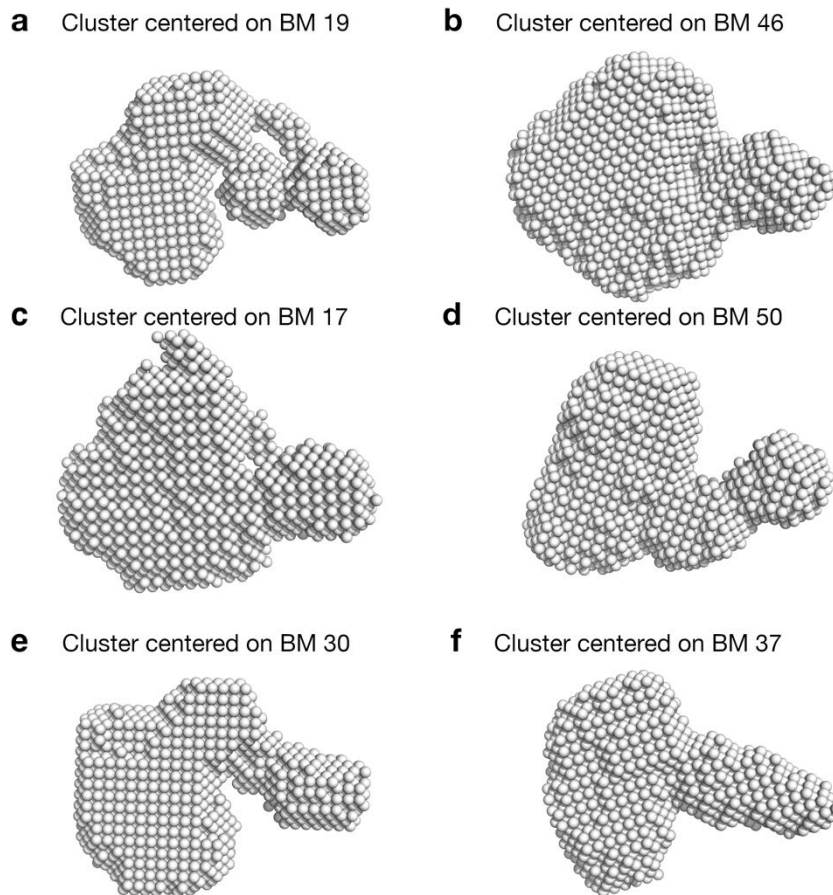 a Cluster centered on BM 19
b Cluster centered on BM 46
c Cluster centered on BM 17
d Cluster centered on BM 50
e Cluster centered on BM 30
f Cluster centered on BM 37